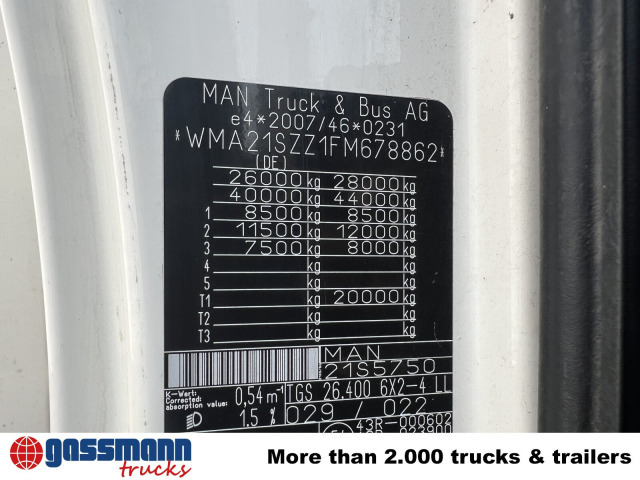 MAN Truck & Bus AG
e4*2007/46*0231
*WMA21SZZ1FM678862*
(DE)
26000 kg 28000 kg
40000 kg 44000 kg
1 8500 kg 8500 kg
2 11500 kg 12000 kg
3 7500 kg 8000 kg
4 kg kg
5 kg kg
T1 kg 20000 kg
T2 kg kg
T3 kg kg
MAN
21S5750
K-Wert: Corrected absorption value: 0,54 m-1 TGS 26.400 6X2-4 LL
1.5 % 029 / 022
43R-000602
gassmann
trucks
More than 2.000 trucks & trailers